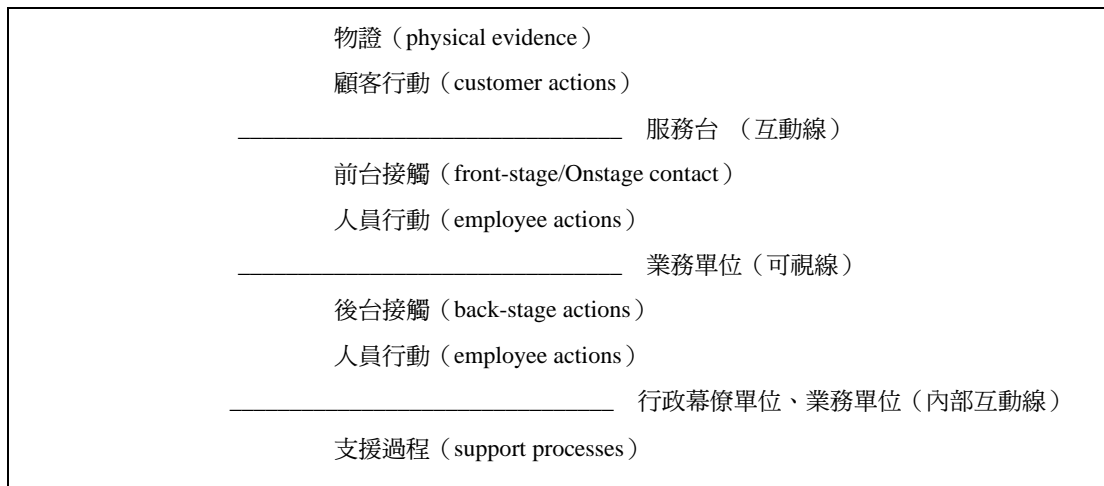 物證（physical evidence）
顧客行動（customer actions）
________________________________ 服務台 （互動線）
前台接觸（front-stage/Onstage contact）
人員行動（employee actions）
________________________________ 業務單位（可視線）
後台接觸（back-stage actions）
人員行動（employee actions）
________________________________ 行政幕僚單位、業務單位（內部互動線）
支援過程（support processes）